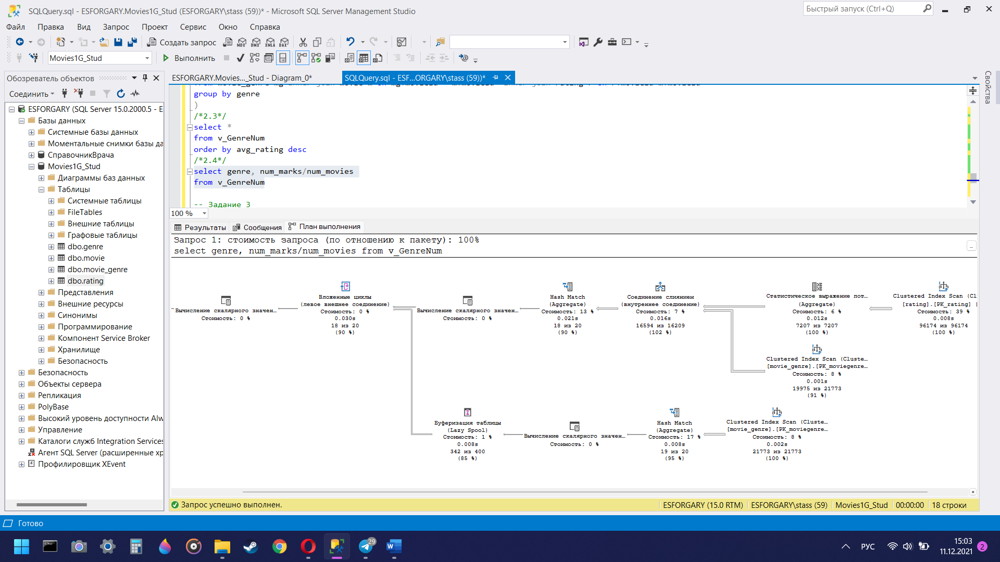 SQLQuery.sql - ESFORGARY.Movies1G_Stud (ESFORGARY\stass (59))* - Microsoft SQL Server Management Studio
Быстрый запуск (Ctrl+Q)
Файл Правка Вид Запрос Проект Сервис Окно Справка
Создать запрос
MDX DMX XMLA DAX
Movies1G_Stud
Выполнить
Обозреватель объектов
Соединить
ESFORGARY (SQL Server 15.0.2000.5 - E
Базы данных
Системные базы данных
Моментальные снимки базы да
СправочникВрача
Movies1G_Stud
Диаграммы баз данных
Таблицы
Системные таблицы
FileTables
Внешние таблицы
Графовые таблицы
dbo.genre
dbo.movie
dbo.movie_genre
dbo.rating
Представления
Внешние ресурсы
Синонимы
Программирование
Компонент Service Broker
Хранилище
Безопасность
Безопасность
Объекты сервера
Репликация
PolyBase
Высокий уровень доступности Alw
Управление
Каталоги служб Integration Services
Агент SQL Server (расширенные хр
Профилировщик XEvent
ESFORGARY.Movies..._Stud - Diagram_0*
SQLQuery.sql - ESF...ORGARY\stass (59))*
Свойства
group by genre
)
/*2.3*/
select *
from v_GenreNum
order by avg_rating desc
/*2.4*/
select genre, num_marks/num_movies
from v_GenreNum
-- Задание 3
100 %
Результаты Сообщения План выполнения
Запрос 1: стоимость запроса (по отношению к пакету): 100%
select genre, num_marks/num_movies from v_GenreNum
Вычисление скалярного значен...
Стоимость: 0 %
Вложенные циклы
(левое внешнее соединение)
Стоимость: 0 %
0.030s
18 из 20
(90 %)
Вычисление скалярного значен...
Стоимость: 0 %
Hash Match
(Aggregate)
Стоимость: 13 %
0.021s
18 из 20
(90 %)
Соединение слиянием
(внутреннее соединение)
Стоимость: 7 %
0.016s
16594 из 16209
(102 %)
Статистическое выражение пот...
(Aggregate)
Стоимость: 6 %
0.012s
7207 из 7207
(100 %)
Clustered Index Scan (Cl
[rating].[PK_rating] [
Стоимость: 39 %
0.008s
96174 из 96174
(100 %)
Clustered Index Scan (Cluste...
[movie_genre].[PK_moviegenre...
Стоимость: 8 %
0.001s
19975 из 21773
(91 %)
Буферизация таблицы
(Lazy Spool)
Стоимость: 1 %
0.008s
342 из 400
(85 %)
Вычисление скалярного значен...
Стоимость: 0 %
Hash Match
(Aggregate)
Стоимость: 17 %
0.008s
19 из 20
(95 %)
Clustered Index Scan (Cluste...
[movie_genre].[PK_moviegenre...
Стоимость: 8 %
0.002s
21773 из 21773
(100 %)
Запрос успешно выполнен.
ESFORGARY (15.0 RTM) ESFORGARY\stass (59) Movies1G_Stud 00:00:00 18 строки
Готово
29
РУС
15:03
11.12.2021
2